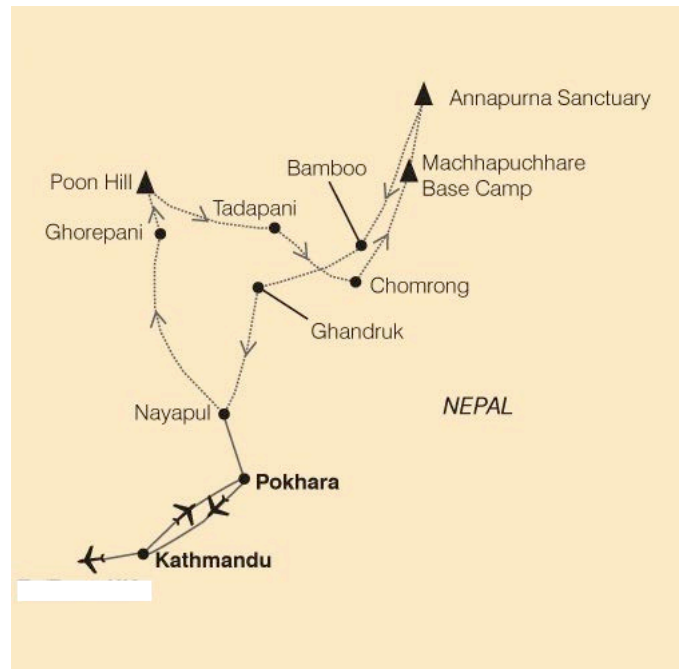 Annapurna Sanctuary
Machhapuchhare
Base Camp
Bamboo
Poon Hill
Tadapani
Ghorepani
Chomrong
Ghandruk
Nayapul
NEPAL
Pokhara
Kathmandu